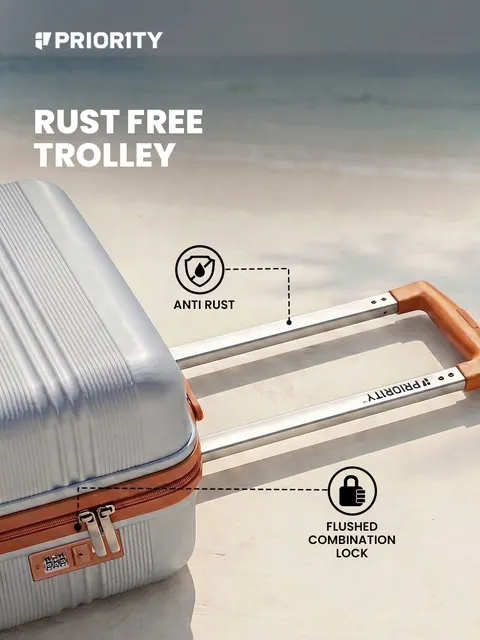 PRIORITY
RUST FREE
TROLLEY
ANTI RUST
PRIORITY
FLUSHED
COMBINATION
LOCK